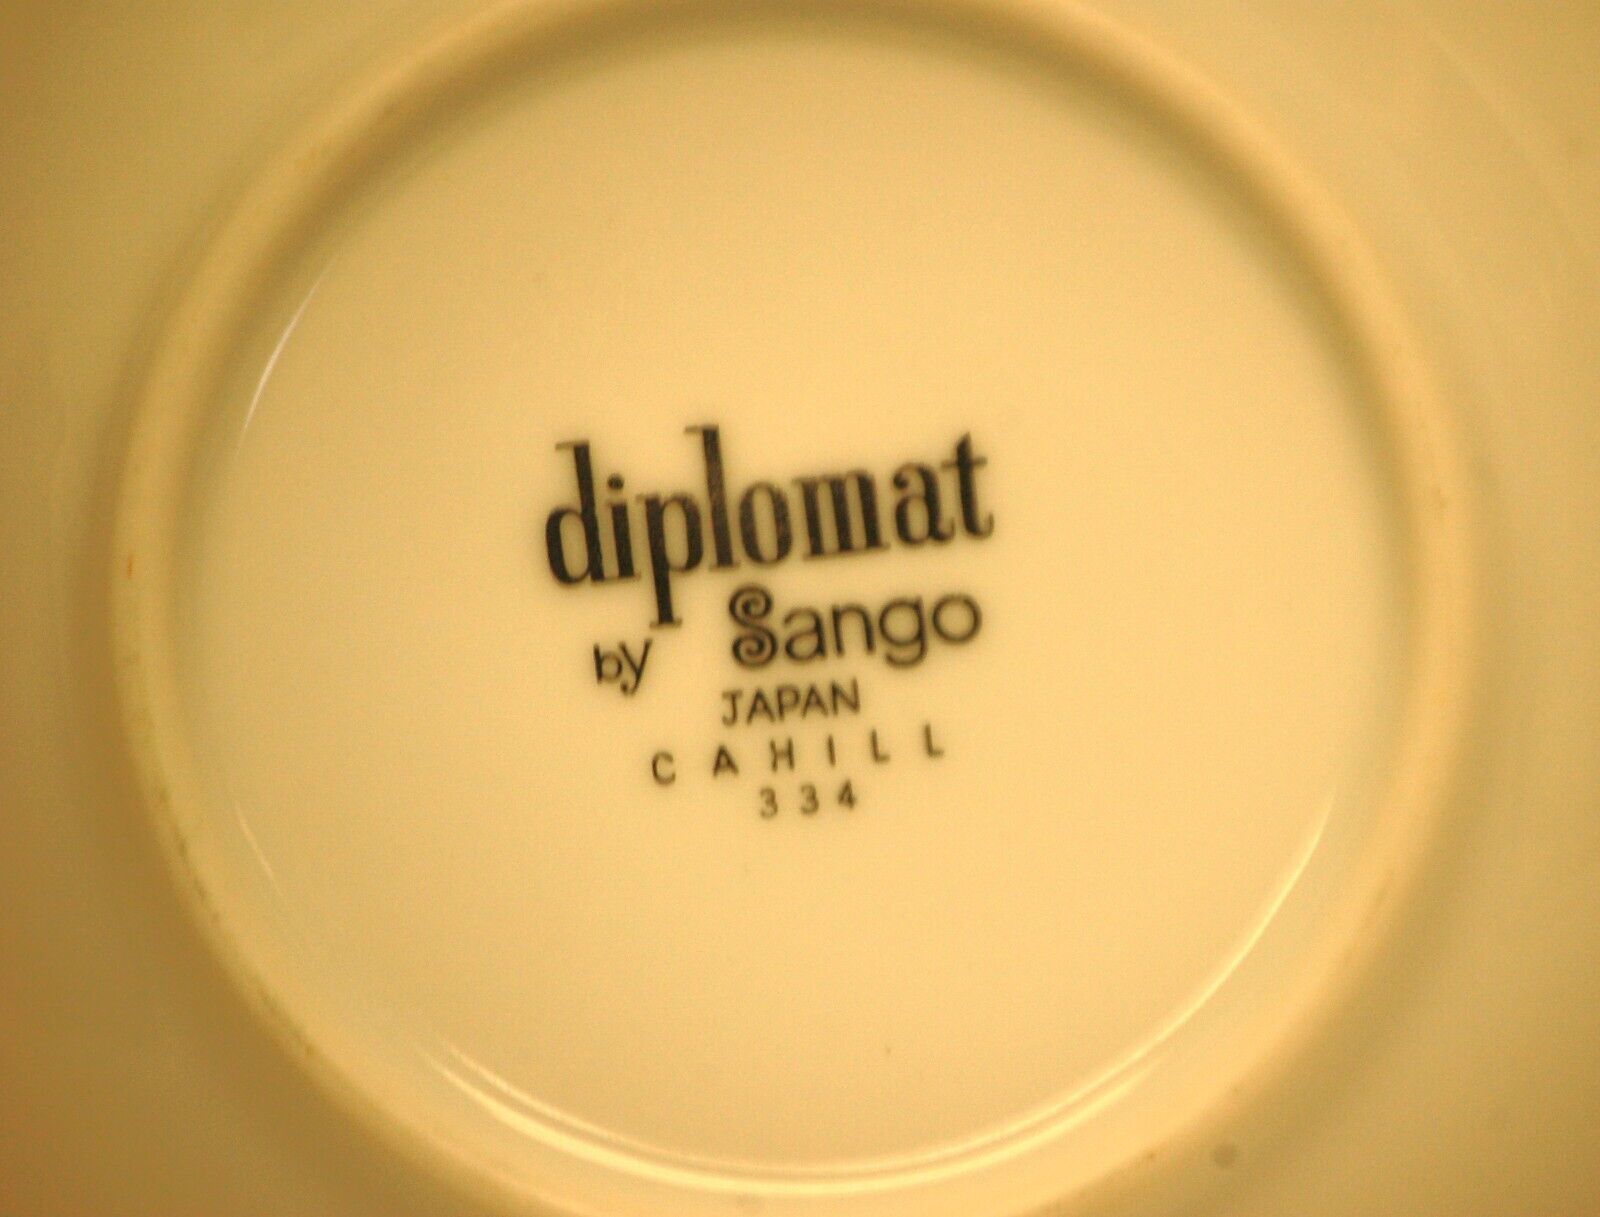 diplomat
by Sango
JAPAN
CAHILL
334